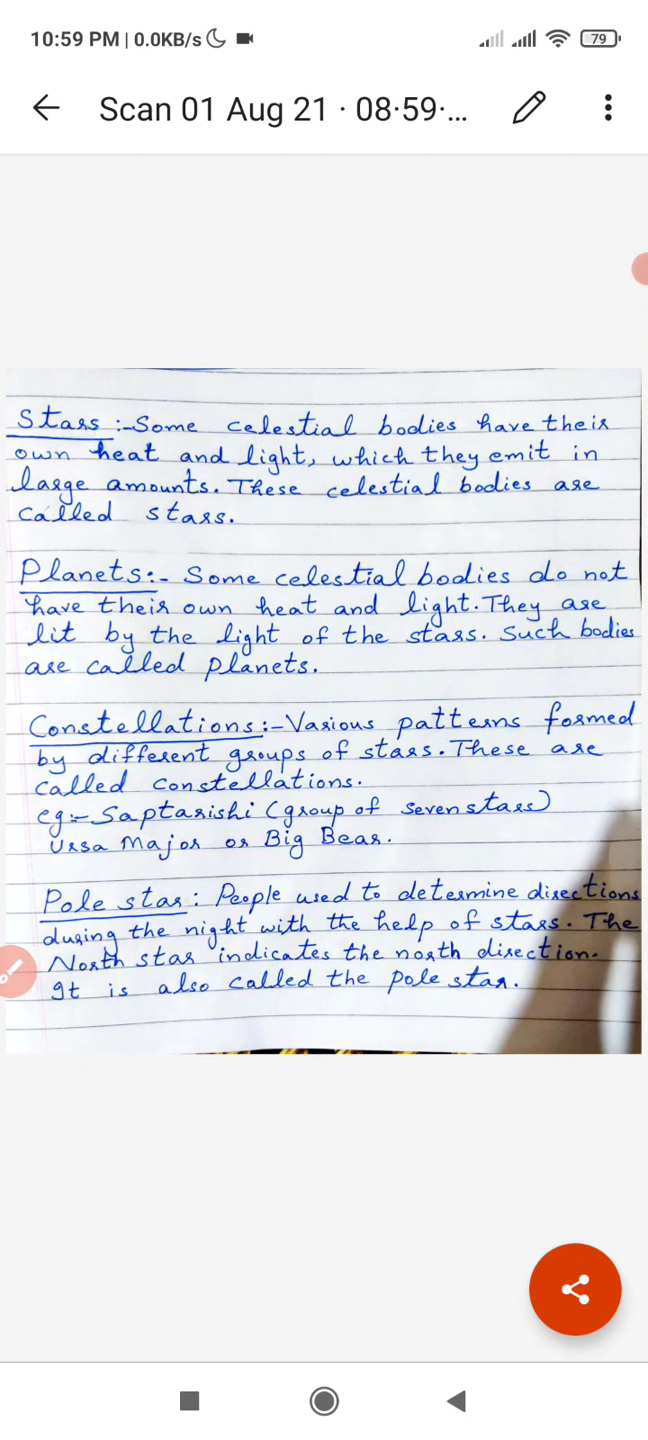 10:59 PM | 0.0KB/s
79
Scan 01 Aug 21 · 08·59·...
Stars :- Some celestial bodies have their
own heat and light, which they emit in
large amounts. These celestial bodies are
called stars.
Planets:- Some celestial bodies do not
have their own heat and light. They are
lit by the light of the stars. Such bodies
are called planets.
Constellations:- Various patterns formed
by different groups of stars. These are
called constellations.
eg:- Saptarishi (group of seven stars)
Ursa Major or Big Bear.
Pole star: People used to determine directions
during the night with the help of stars. The
North star indicates the north direction.
It is also called the pole star.